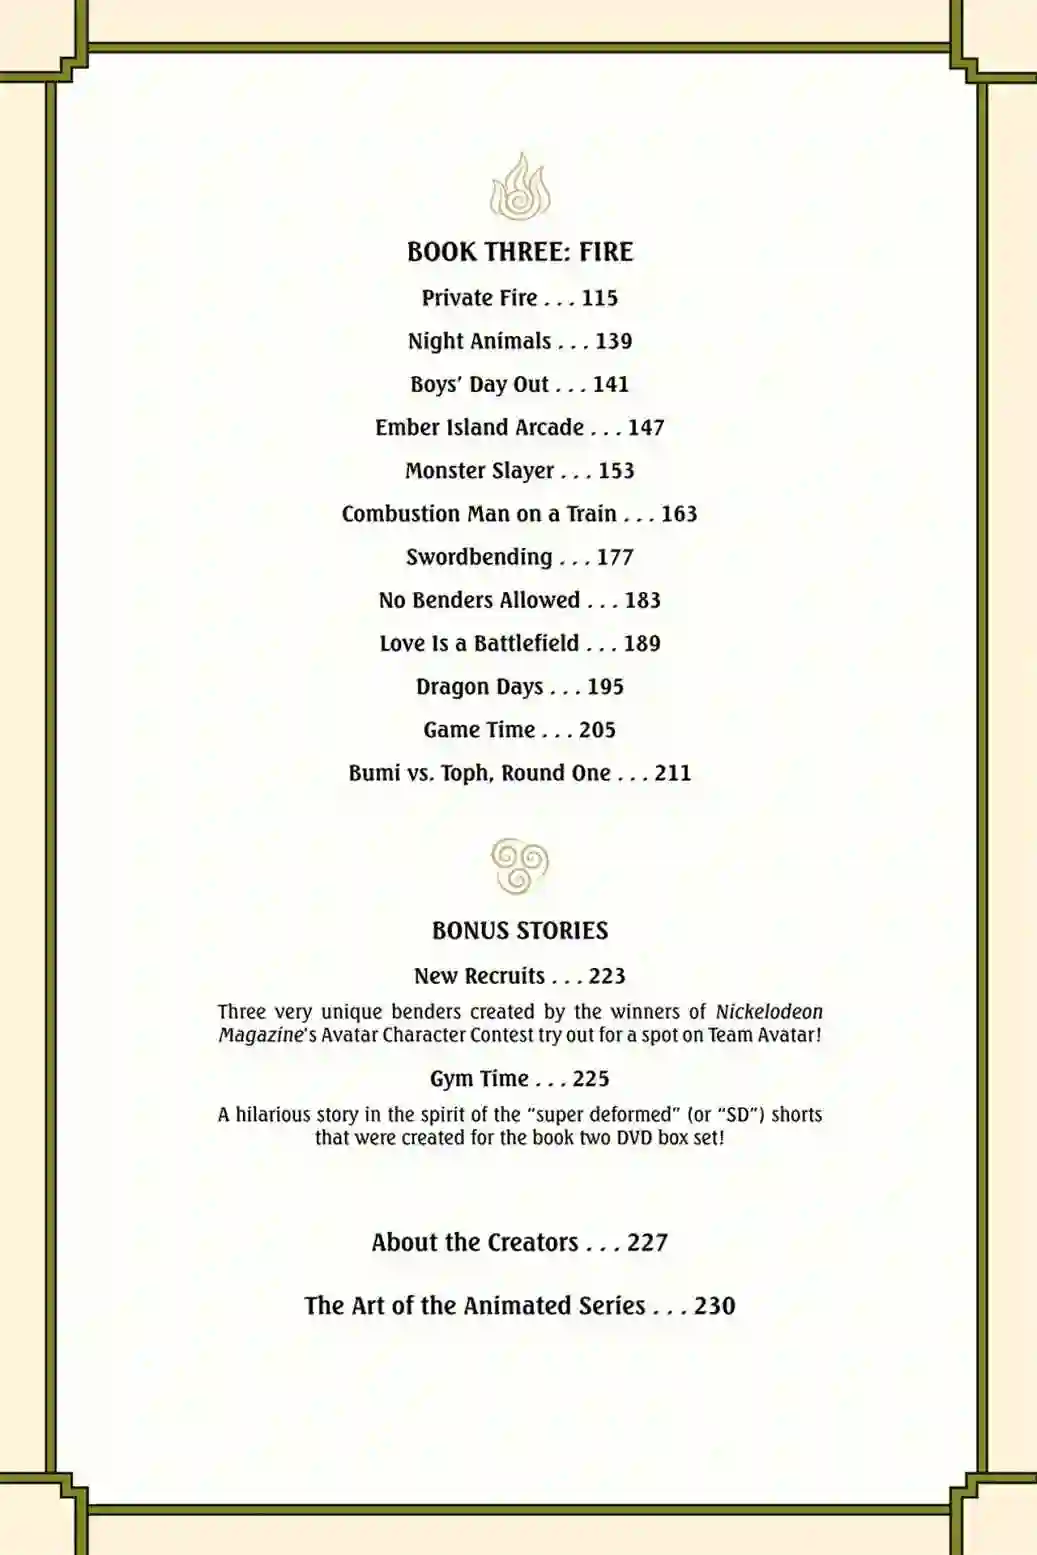 BOOK THREE: FIRE
Private Fire . . . 115
Night Animals . . . 139
Boys’ Day Out . . . 141
Ember Island Arcade . . . 147
Monster Slayer . . . 153
Combustion Man on a Train . . . 163
Swordbending . . . 177
No Benders Allowed . . . 183
Love Is a Battlefield . . . 189
Dragon Days . . . 195
Game Time . . . 205
Bumi vs. Toph, Round One . . . 211
BONUS STORIES
New Recruits . . . 223
Three very unique benders created by the winners of Nickelodeon
Magazine's Avatar Character Contest try out for a spot on Team Avatar!
Gym Time . . . 225
A hilarious story in the spirit of the “super deformed” (or “SD”) shorts
that were created for the book two DVD box set!
About the Creators . . . 227
The Art of the Animated Series . . . 230